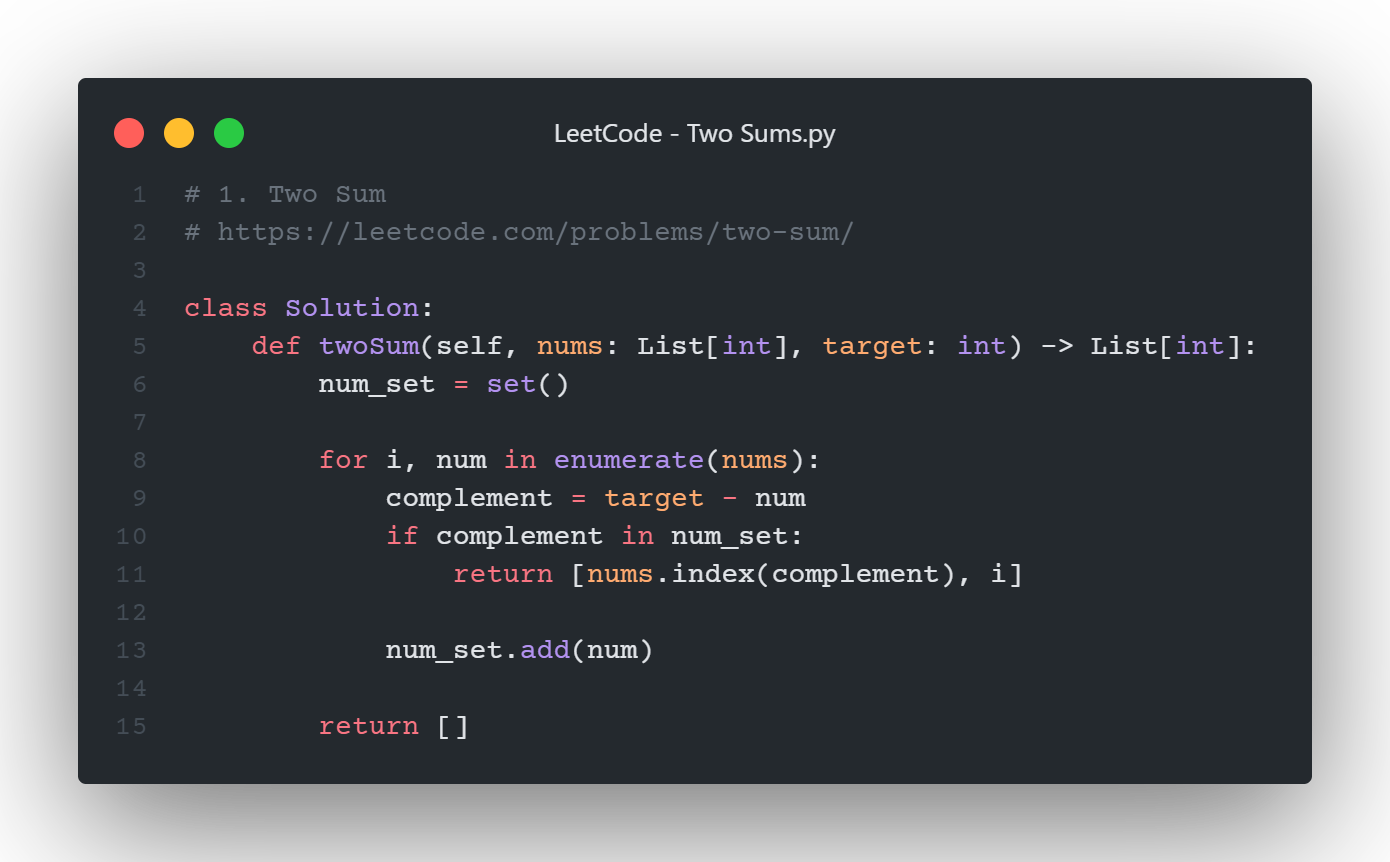 LeetCode - Two Sums.py
1 # 1. Two Sum
2 # https://leetcode.com/problems/two-sum/
3
4 class Solution:
5     def twoSum(self, nums: List[int], target: int) -> List[int]:
6         num_set = set()
7
8         for i, num in enumerate(nums):
9             complement = target - num
10             if complement in num_set:
11                 return [nums.index(complement), i]
12
13             num_set.add(num)
14
15         return []